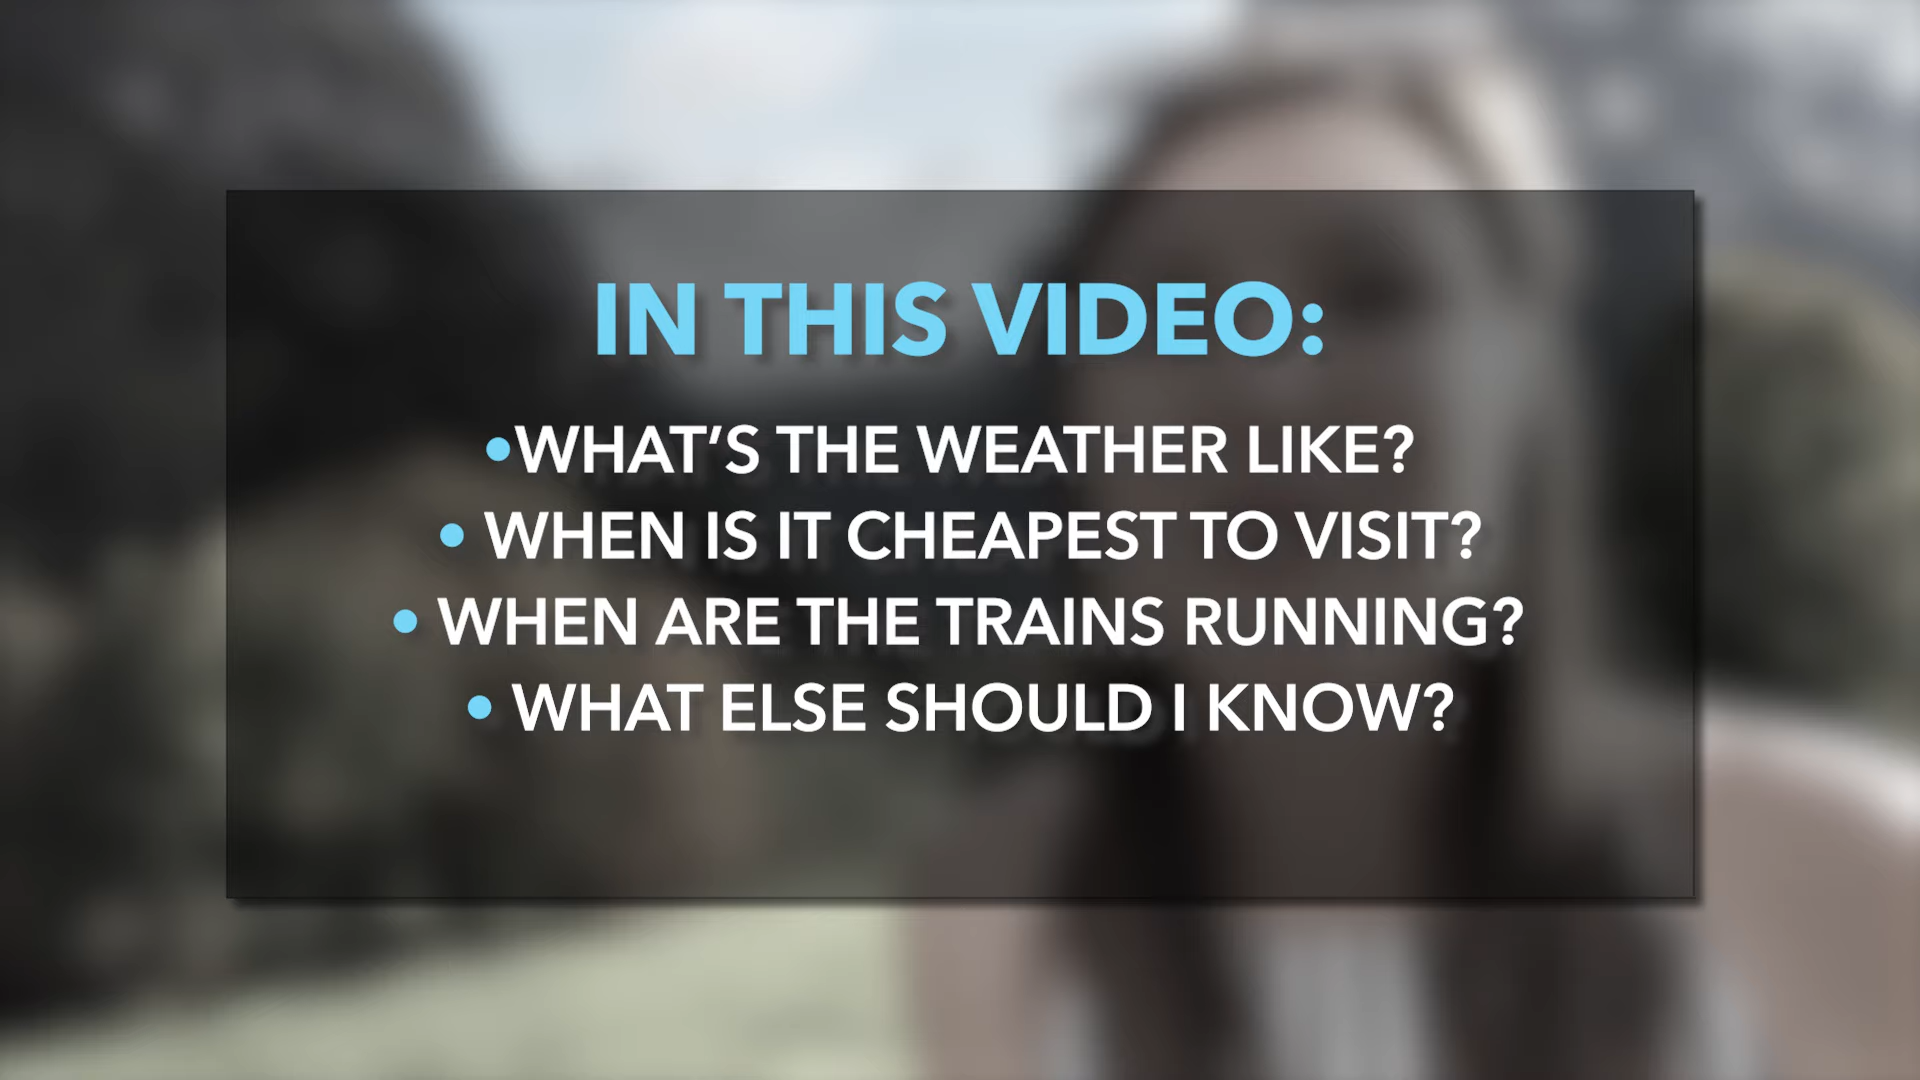 IN THIS VIDEO:
•WHAT’S THE WEATHER LIKE?
• WHEN IS IT CHEAPEST TO VISIT?
• WHEN ARE THE TRAINS RUNNING?
• WHAT ELSE SHOULD I KNOW?